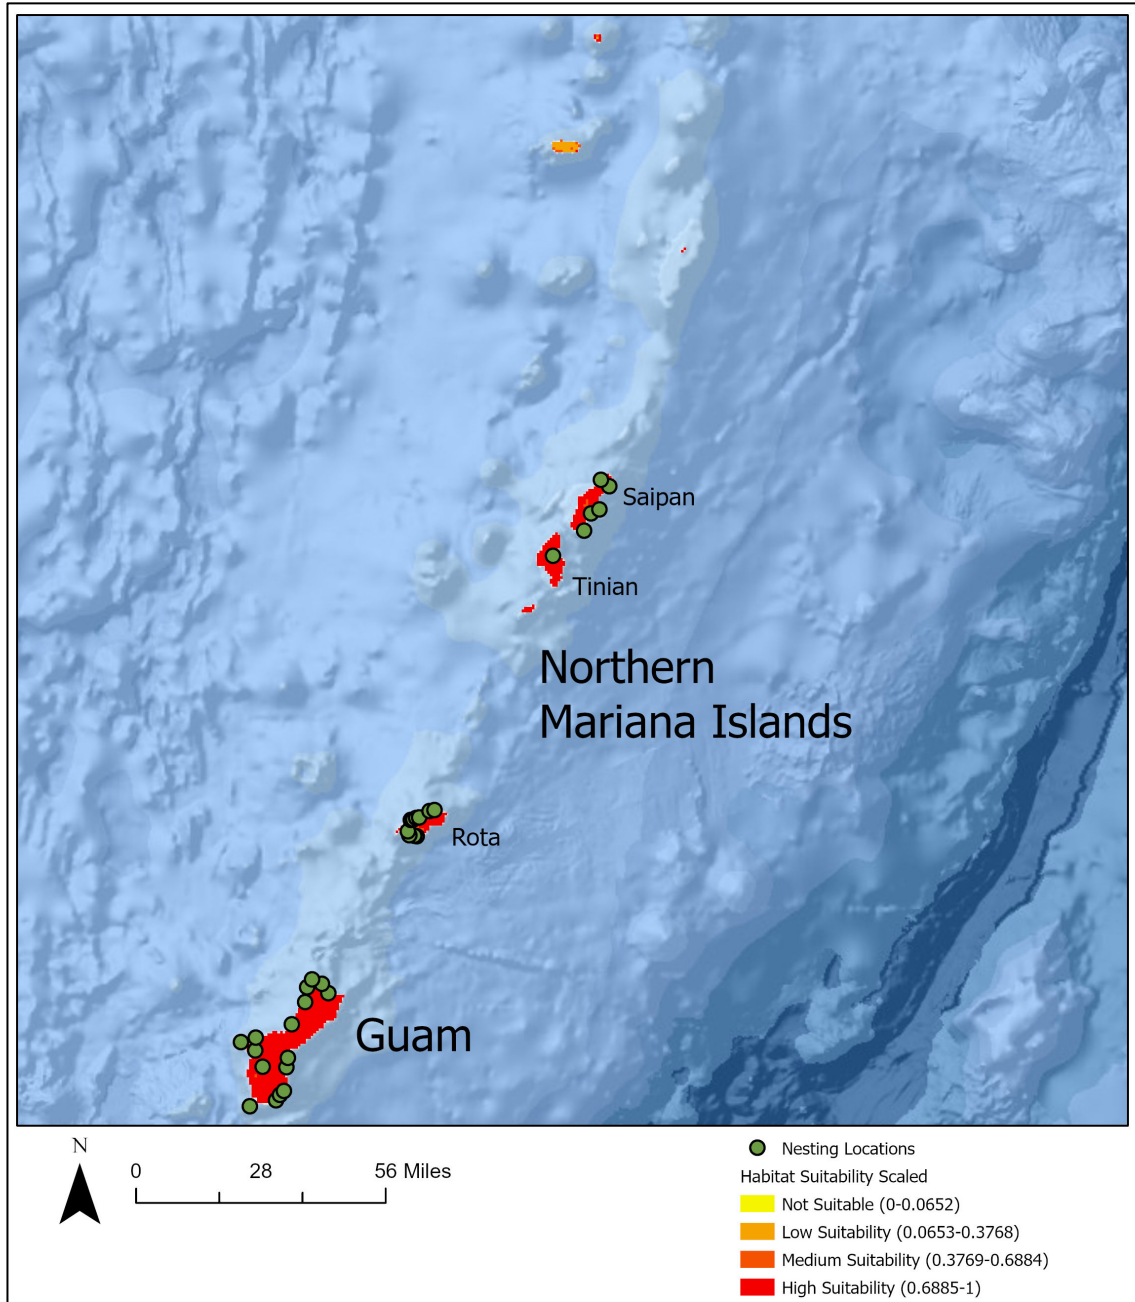 Saipan
Tinian
Northern
Mariana Islands
Rota
Guam
N
0 28 56 Miles
Nesting Locations
Habitat Suitability Scaled
Not Suitable (0-0.0652)
Low Suitability (0.0653-0.3768)
Medium Suitability (0.3769-0.6884)
High Suitability (0.6885-1)